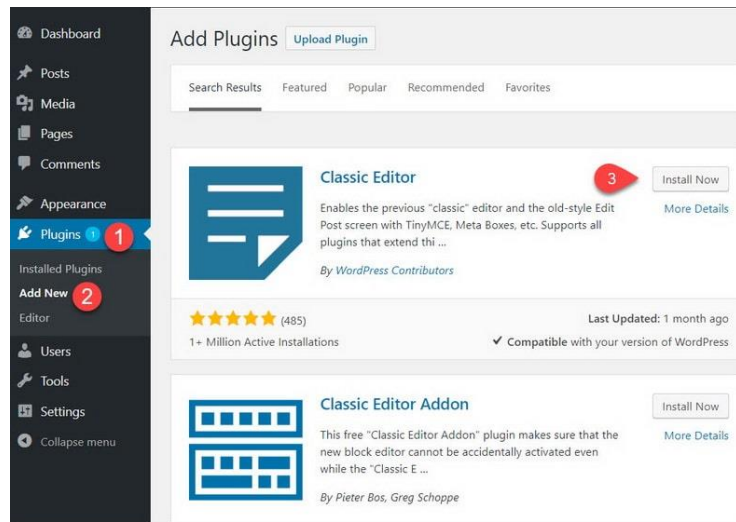 Dashboard
Posts
Media
Pages
Comments
Appearance
Plugins 1 1
Installed Plugins
Add New 2
Editor
Users
Tools
Settings
Collapse menu
Add Plugins Upload Plugin
Search Results Featured Popular Recommended Favorites
Classic Editor
3 Install Now
Enables the previous "classic" editor and the old-style Edit
More Details
Post screen with TinyMCE, Meta Boxes, etc. Supports all
plugins that extend thi ...
By WordPress Contributors
(485)
Last Updated: 1 month ago
1+ Million Active Installations
Compatible with your version of WordPress
Classic Editor Addon
Install Now
This free "Classic Editor Addon" plugin makes sure that the
More Details
new block editor cannot be accidentally activated even
while the "Classic E ...
By Pieter Bos, Greg Schoppe